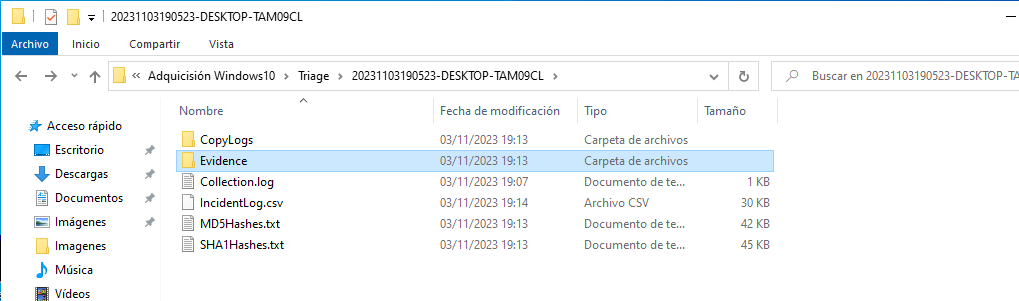 20231103190523-DESKTOP-TAM09CL
Archivo Inicio Compartir Vista
« Adquicisión Windows10 > Triage > 20231103190523-DESKTOP-TAM09CL >
Buscar en 20231103190523-DESKTOP-TA
Nombre Fecha de modificación Tipo Tamaño
Acceso rápido
Escritorio
Descargas
Documentos
Imágenes
Imagenes
Música
Vídeos
CopyLogs 03/11/2023 19:13 Carpeta de archivos
Evidence 03/11/2023 19:13 Carpeta de archivos
Collection.log 03/11/2023 19:07 Documento de te... 1 KB
IncidentLog.csv 03/11/2023 19:14 Archivo CSV 30 KB
MD5Hashes.txt 03/11/2023 19:13 Documento de te... 42 KB
SHA1Hashes.txt 03/11/2023 19:13 Documento de te... 45 KB